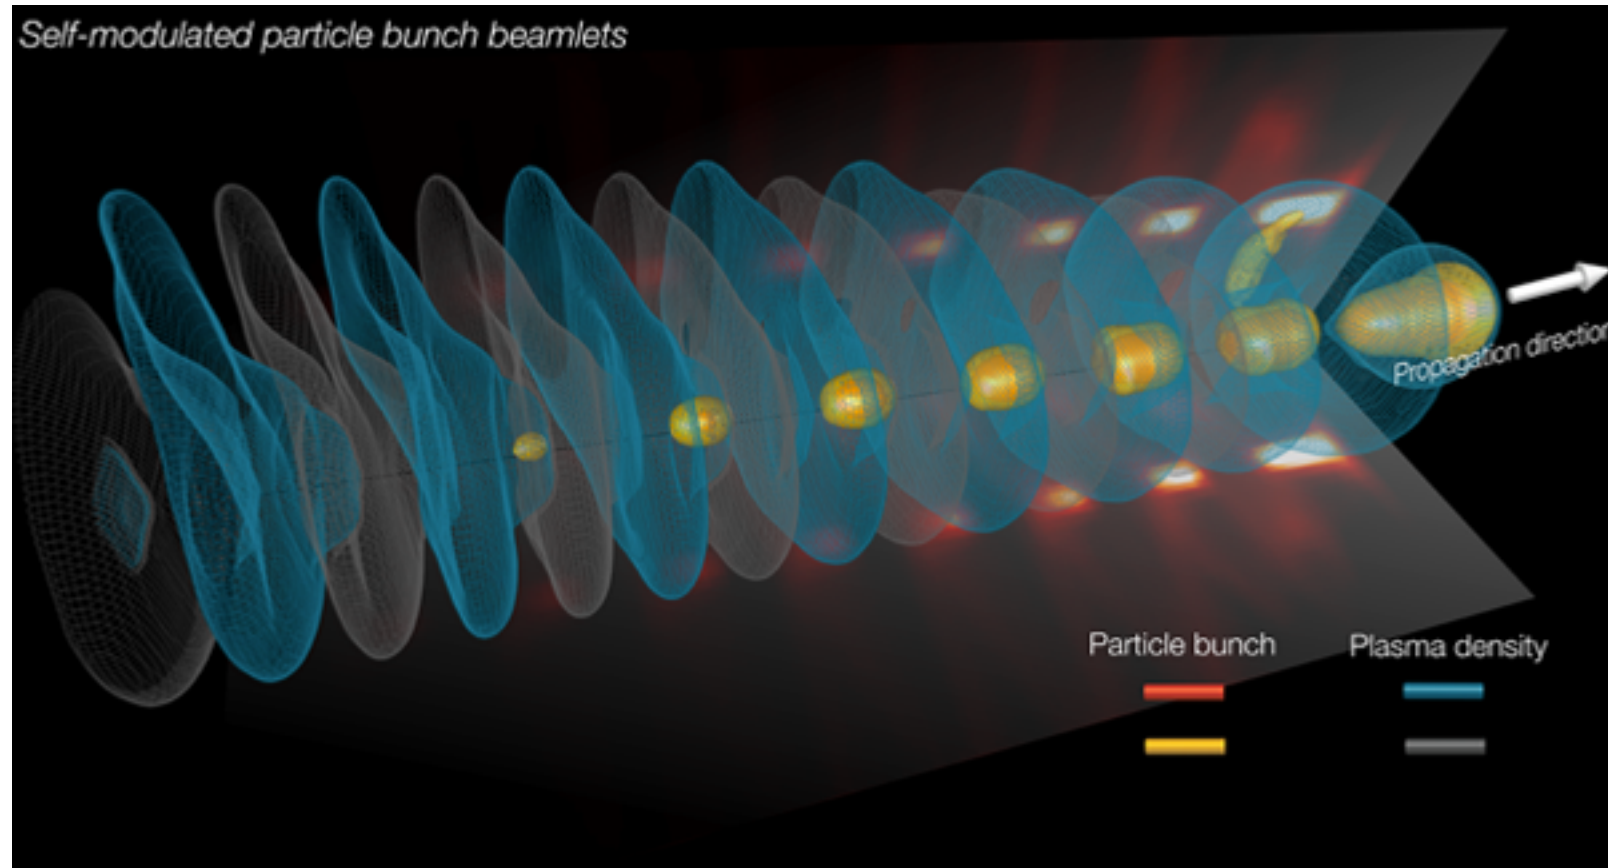 Self-modulated particle bunch beamlets
Propagation direction
Particle bunch
Plasma density